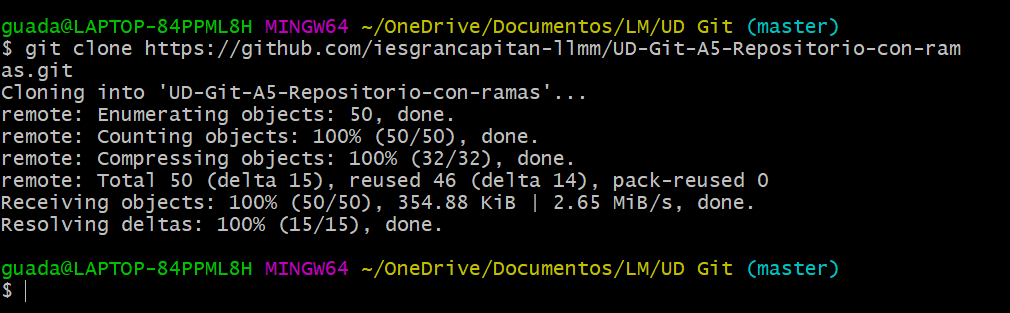 guada@LAPTOP-84PPML8H MINGW64 ~/OneDrive/Documentos/LM/UD Git (master)
$ git clone https://github.com/iesgrancapitan-llmm/UD-Git-A5-Repositorio-con-ram
as.git
Cloning into 'UD-Git-A5-Repositorio-con-ramas'...
remote: Enumerating objects: 50, done.
remote: Counting objects: 100% (50/50), done.
remote: Compressing objects: 100% (32/32), done.
remote: Total 50 (delta 15), reused 46 (delta 14), pack-reused 0
Receiving objects: 100% (50/50), 354.88 KiB | 2.65 MiB/s, done.
Resolving deltas: 100% (15/15), done.
guada@LAPTOP-84PPML8H MINGW64 ~/OneDrive/Documentos/LM/UD Git (master)
$